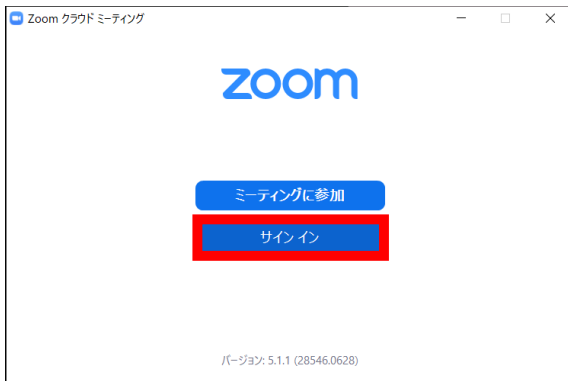 Zoom クラウド ミーティング
zoom
ミーティングに参加
サイン イン
バージョン: 5.1.1 (28546.0628)